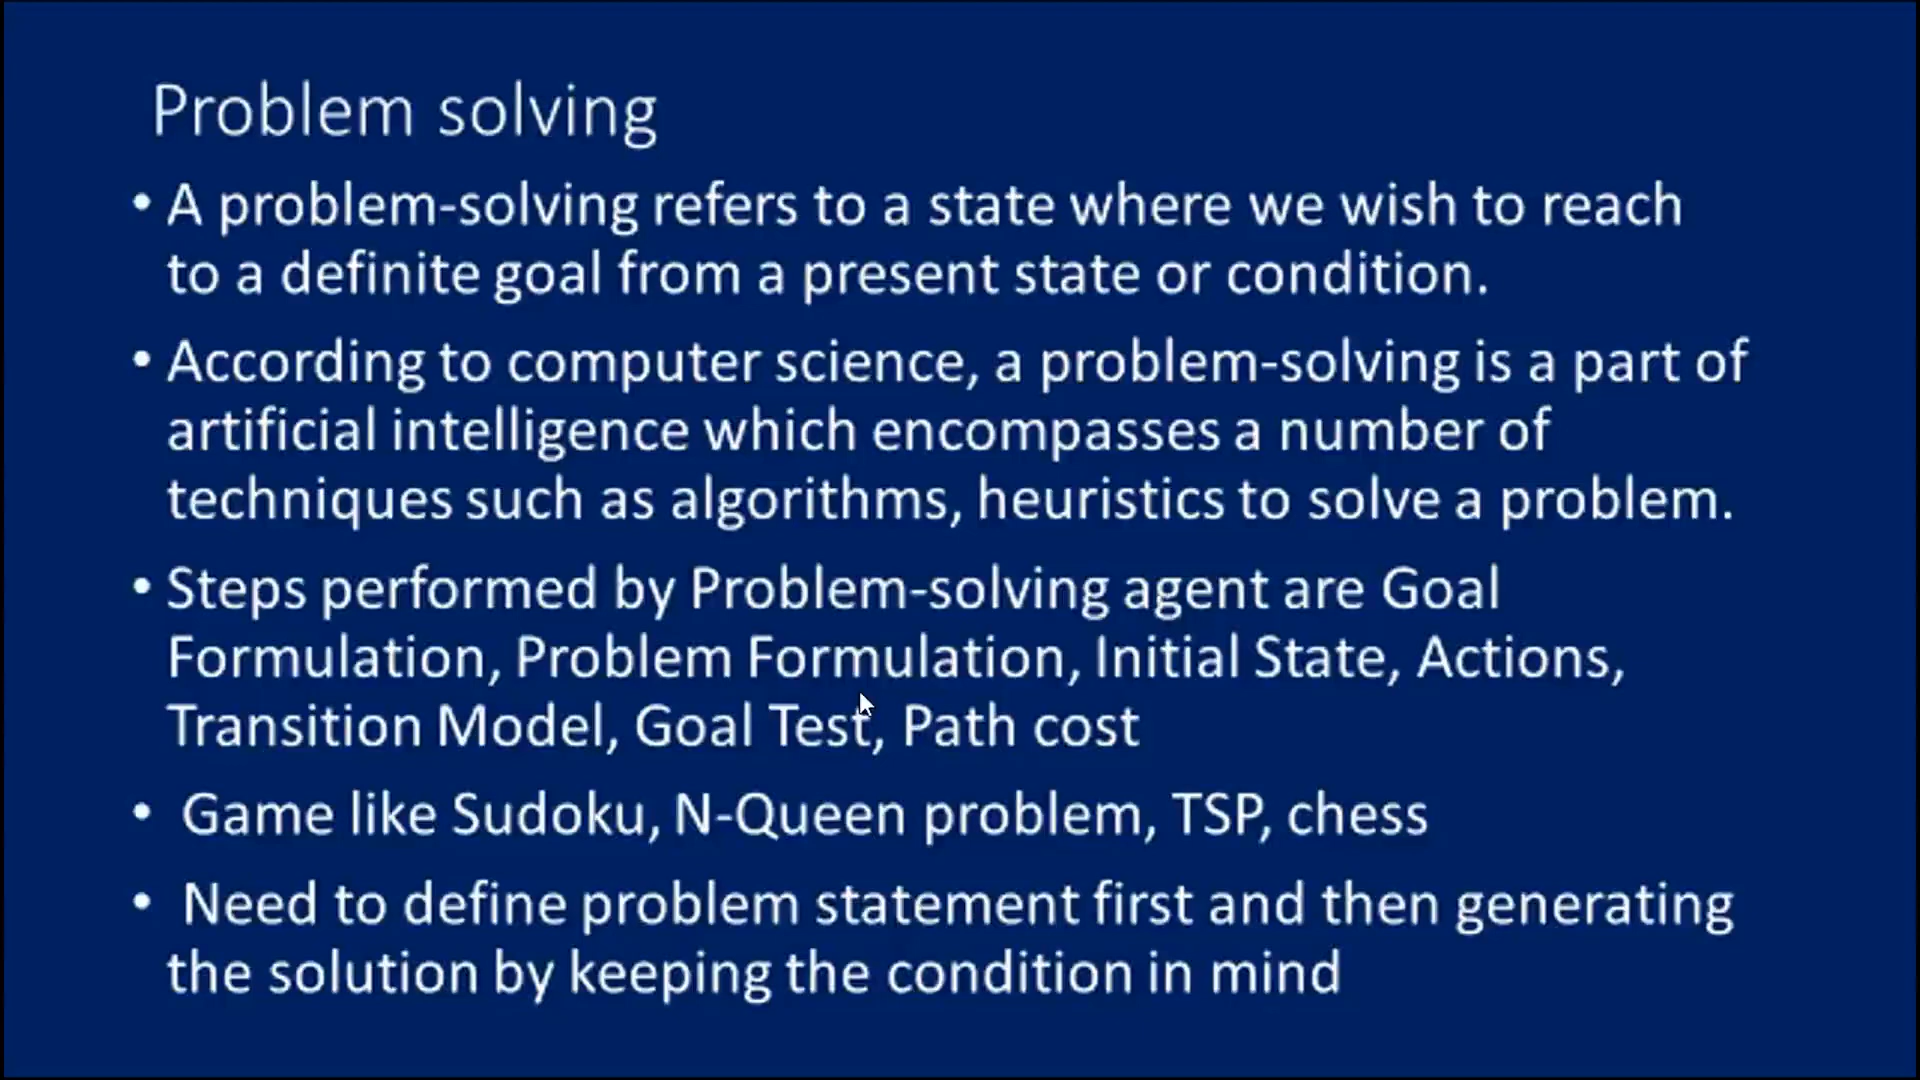 Problem solving
• A problem-solving refers to a state where we wish to reach
to a definite goal from a present state or condition.
• According to computer science, a problem-solving is a part of
artificial intelligence which encompasses a number of
techniques such as algorithms, heuristics to solve a problem.
• Steps performed by Problem-solving agent are Goal
Formulation, Problem Formulation, Initial State, Actions,
Transition Model, Goal Test, Path cost
• Game like Sudoku, N-Queen problem, TSP, chess
• Need to define problem statement first and then generating
the solution by keeping the condition in mind